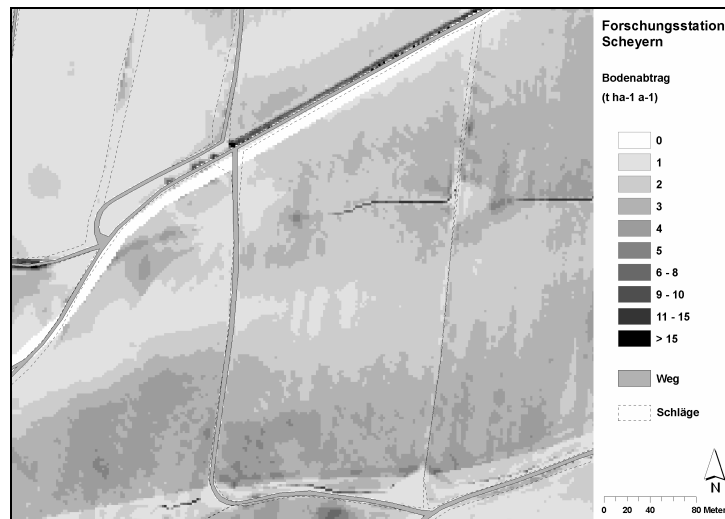 Forschungsstation
Scheyern
Bodenabtrag
(t ha-1 a-1)
0
1
2
3
4
5
6 - 8
9 - 10
11 - 15
> 15
Weg
Schläge
N
0 20 40 80 Meter